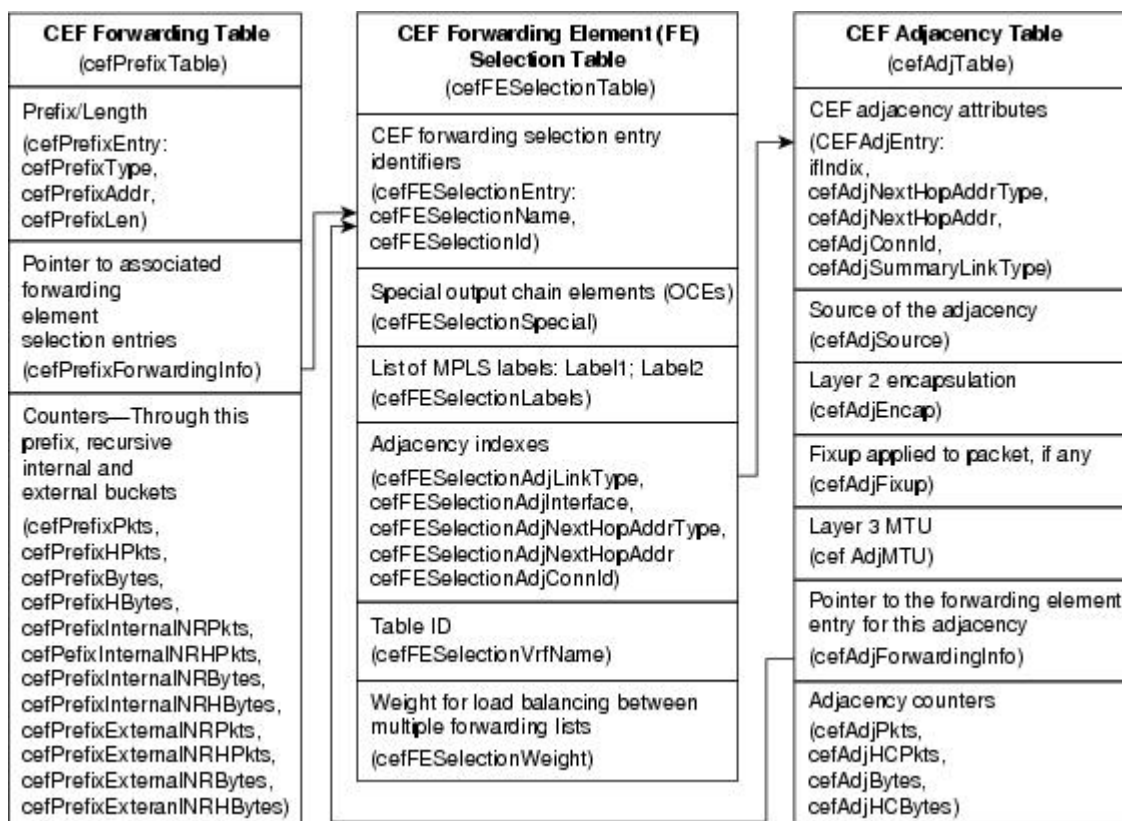 CEF Forwarding Table
(cefPrefixTable)
Prefix/Length
(cefPrefixEntry:
cefPrefixType,
cefPrefixAddr,
cefPrefixLen)
Pointer to associated
forwarding
element
selection entries
(cefPrefixForwardingInfo)
Counters—Through this
prefix, recursive
internal and
external buckets
(cefPrefixPkts,
cefPrefixHPkts,
cefPrefixBytes,
cefPrefixHBytes,
cefPrefixInternalNRPkts,
cefPefixInternalNRHPkts,
cefPrefixInternalNRBytes,
cefPrefixInternalNRHBytes,
cefPrefixExternalNRPkts,
cefPrefixExternalNRHPkts,
cefPrefixExternalNRBytes,
cefPrefixExteranlNRHBytes)
CEF Forwarding Element (FE)
Selection Table
(cefFESelectionTable)
CEF forwarding selection entry
identifiers
(cefFESelectionEntry:
cefFESelectionName,
cefFESelectionId)
Special output chain elements (OCEs)
(cefFESelectionSpecial)
List of MPLS labels: Label1; Label2
(cefFESelectionLabels)
Adjacency indexes
(cefFESelectionAdjLinkType,
cefFESelectionAdjInterface,
cefFESelectionAdjNextHopAddrType,
cefFESelectionAdjNextHopAddr
cefFESelectionAdjConnId)
Table ID
(cefFESelectionVrfName)
Weight for load balancing between
multiple forwarding lists
(cefFESelectionWeight)
CEF Adjacency Table
(cefAdjTable)
CEF adjacency attributes
(CEFAdjEntry:
ifIndix,
cefAdjNextHopAddrType,
cefAdjNextHopAddr,
cefAdjConnId,
cefAdjSummaryLinkType)
Source of the adjacency
(cefAdjSource)
Layer 2 encapsulation
(cefAdjEncap)
Fixup applied to packet, if any
(cefAdjFixup)
Layer 3 MTU
(cef AdjMTU)
Pointer to the forwarding element
entry for this adjacency
(cefAdjForwardingInfo)
Adjacency counters
(cefAdjPkts,
cefAdjHCPkts,
cefAdjBytes,
cefAdjHCBytes)